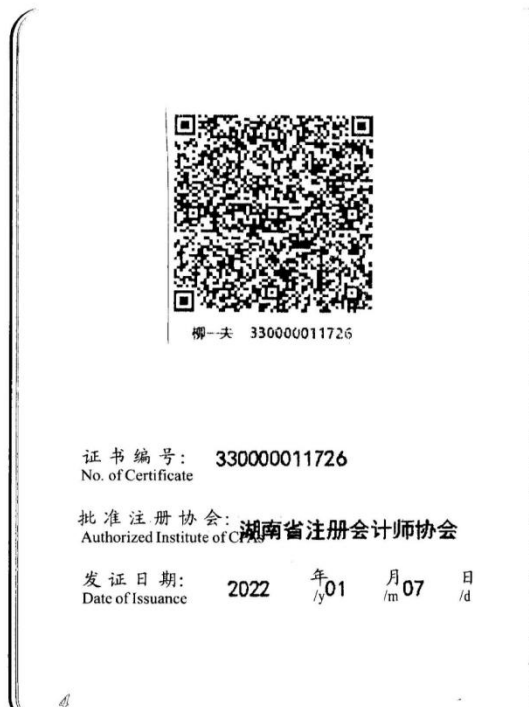 柳一夫 330000011726
证书编号: 330000011726
No. of Certificate
批准注册协会: 湖南省注册会计师协会
Authorized Institute of CPAs
发证日期: 2022 年 01 月 07 日
Date of Issuance /y /m /d